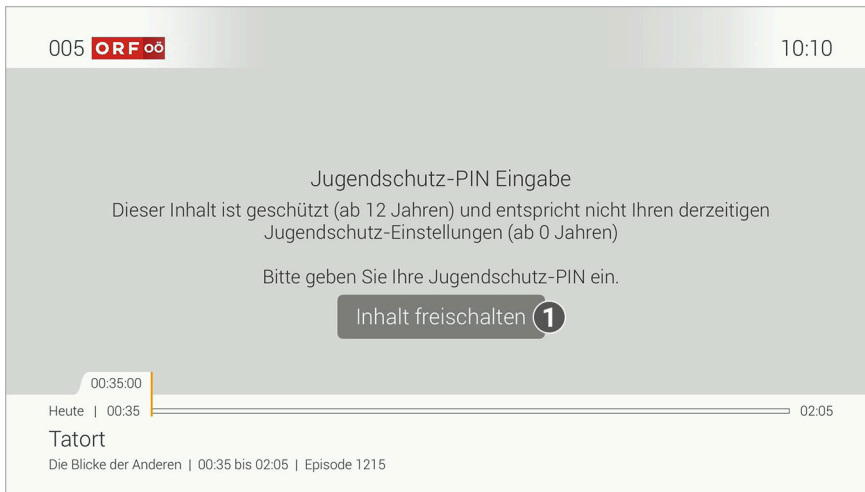 005 ORF oö 10:10
Jugendschutz-PIN Eingabe
Dieser Inhalt ist geschützt (ab 12 Jahren) und entspricht nicht Ihren derzeitigen
Jugendschutz-Einstellungen (ab 0 Jahren)
Bitte geben Sie Ihre Jugendschutz-PIN ein.
Inhalt freischalten 1
00:35:00
Heute | 00:35 02:05
Tatort
Die Blicke der Anderen | 00:35 bis 02:05 | Episode 1215